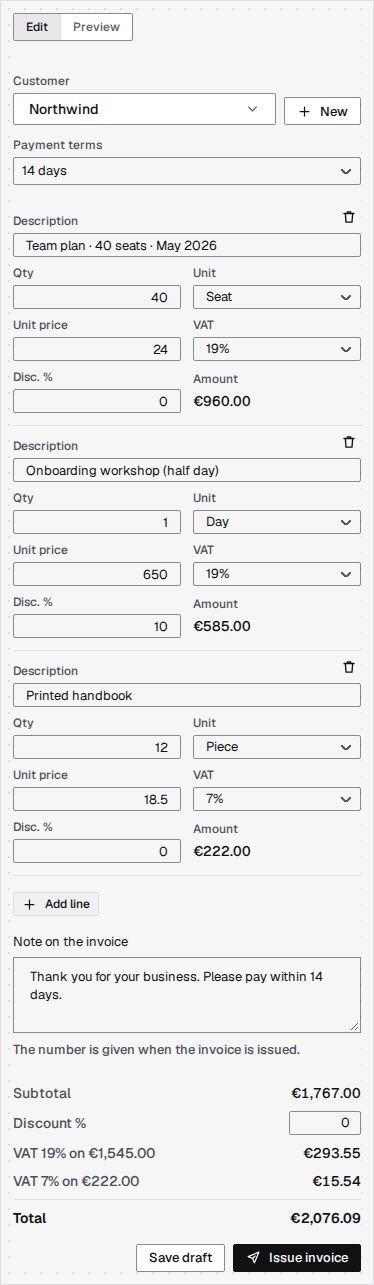 Edit Preview
Customer
Northwind New
Payment terms
14 days
Description
Team plan · 40 seats · May 2026
Qty Unit
40 Seat
Unit price VAT
24 19%
Disc. % Amount
0 €960.00
Description
Onboarding workshop (half day)
Qty Unit
1 Day
Unit price VAT
650 19%
Disc. % Amount
10 €585.00
Description
Printed handbook
Qty Unit
12 Piece
Unit price VAT
18.5 7%
Disc. % Amount
0 €222.00
Add line
Note on the invoice
Thank you for your business. Please pay within 14
days.
The number is given when the invoice is issued.
Subtotal €1,767.00
Discount % 0
VAT 19% on €1,545.00 €293.55
VAT 7% on €222.00 €15.54
Total €2,076.09
Save draft Issue invoice